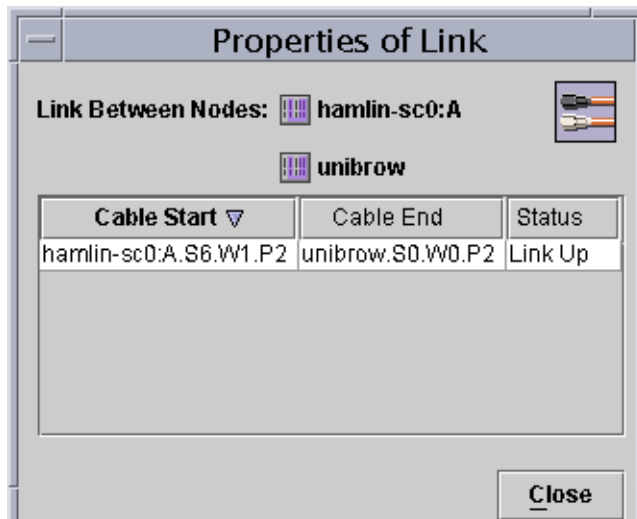 Properties of Link
Link Between Nodes: hamlin-sc0:A
unibrow
Cable Start Cable End Status
hamlin-sc0:A.S6.W1.P2 unibrow.S0.W0.P2 Link Up
Close